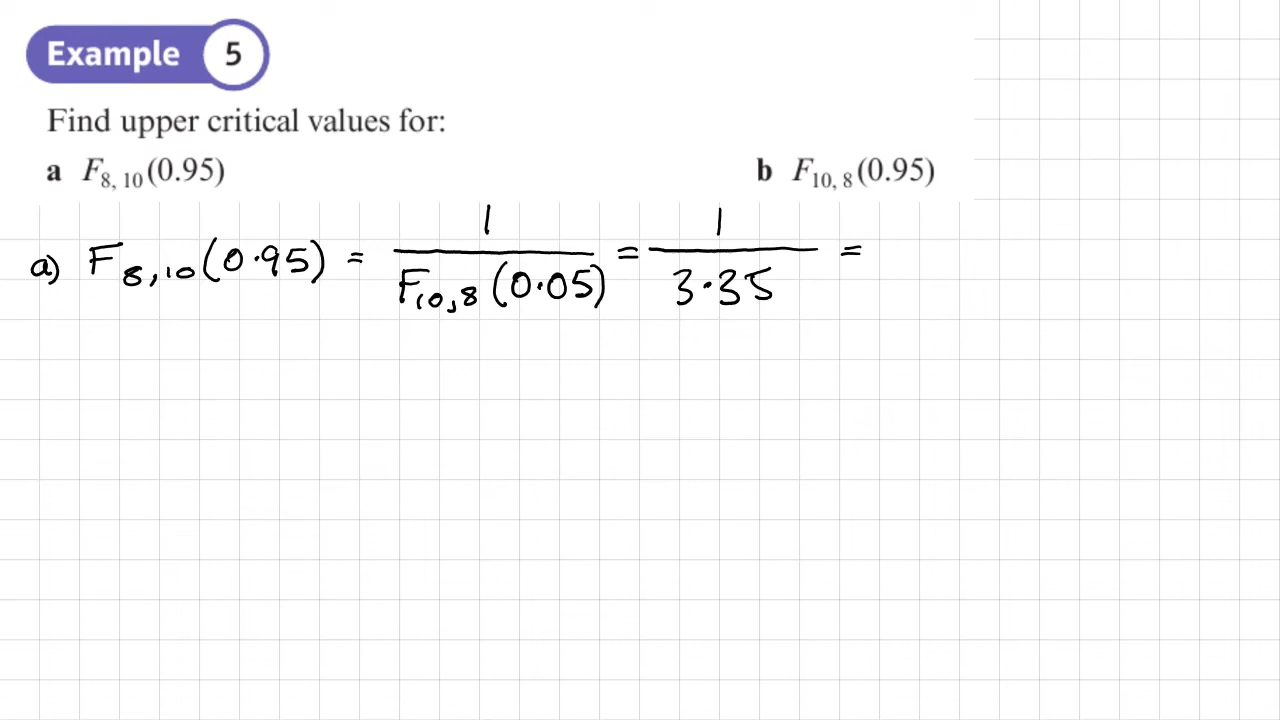 Example 5
Find upper critical values for:
a F8, 10(0.95) b F10, 8(0.95)
a) F8,10(0·95) = 1/F10,8(0·05) = 1/3·35 =